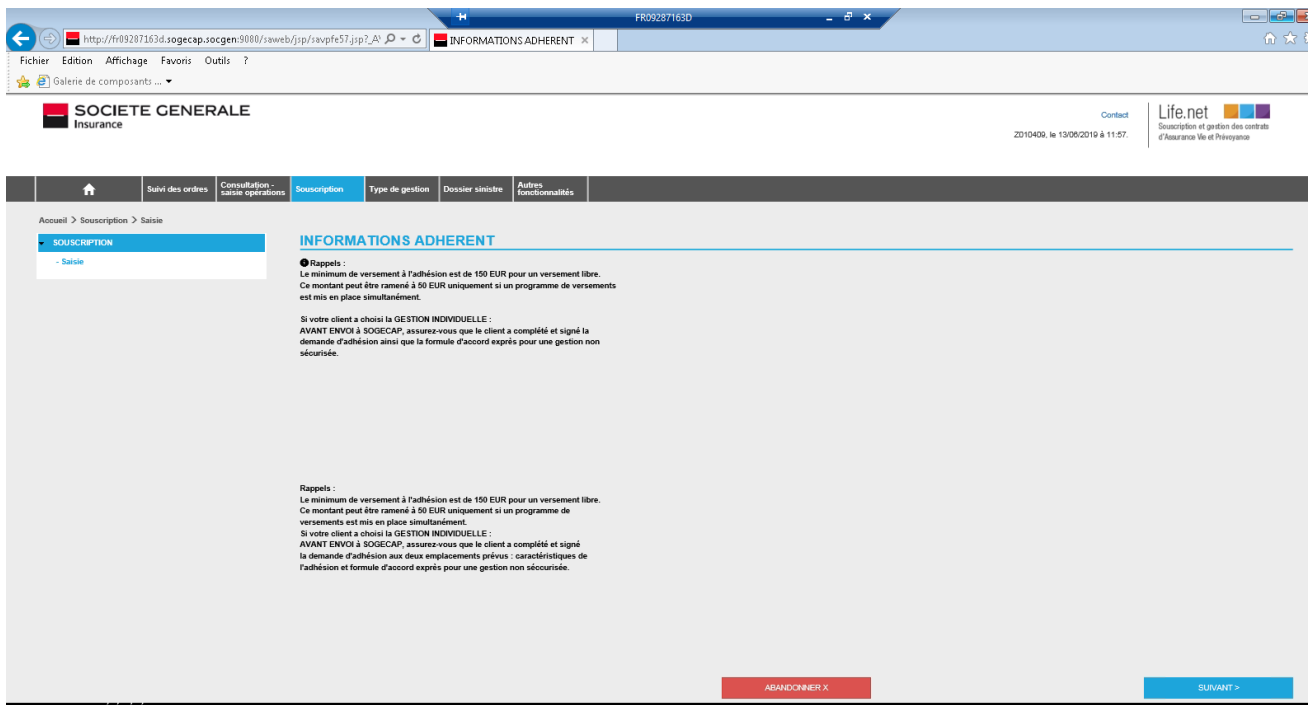 FR09287163D
http://fr09287163d.sogecap.socgen:9080/saweb/jsp/savpfe57.jsp?_A
INFORMATIONS ADHERENT
Fichier Edition Affichage Favoris Outils ?
Galerie de composants ...
SOCIETE GENERALE
Insurance
Contact
Z010409, le 13/06/2019 à 11:57.
Life.net
Souscription et gestion des contrats
d'Assurance Vie et Prévoyance
Suivi des ordres
Consultation -
saisie opérations
Souscription
Type de gestion
Dossier sinistre
Autres
fonctionnalités
Accueil > Souscription > Saisie
SOUSCRIPTION
- Saisie
INFORMATIONS ADHERENT
Rappels :
Le minimum de versement à l'adhésion est de 150 EUR pour un versement libre.
Ce montant peut être ramené à 50 EUR uniquement si un programme de versements
est mis en place simultanément.
Si votre client a choisi la GESTION INDIVIDUELLE :
AVANT ENVOI à SOGECAP, assurez-vous que le client a complété et signé la
demande d'adhésion ainsi que la formule d'accord exprès pour une gestion non
sécurisée.
Rappels :
Le minimum de versement à l'adhésion est de 150 EUR pour un versement libre.
Ce montant peut être ramené à 50 EUR uniquement si un programme de
versements est mis en place simultanément.
Si votre client a choisi la GESTION INDIVIDUELLE :
AVANT ENVOI à SOGECAP, assurez-vous que le client a complété et signé
la demande d'adhésion aux deux emplacements prévus : caractéristiques de
l'adhésion et formule d'accord exprès pour une gestion non séccurisée.
ABANDONNER X
SUIVANT >